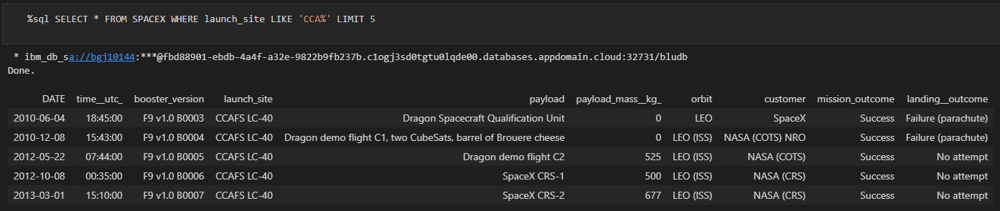 %sql SELECT * FROM SPACEX WHERE launch_site LIKE 'CCA%' LIMIT 5
* ibm_db_sa://bgj10144:***@fbd88901-ebdb-4a4f-a32e-9822b9fb237b.c1ogj3sd0tgtu0lqde00.databases.appdomain.cloud:32731/bludb
Done.
DATE time__utc_ booster_version launch_site payload payload_mass__kg_ orbit customer mission_outcome landing__outcome
2010-06-04 18:45:00 F9 v1.0 B0003 CCAFS LC-40 Dragon Spacecraft Qualification Unit 0 LEO SpaceX Success Failure (parachute)
2010-12-08 15:43:00 F9 v1.0 B0004 CCAFS LC-40 Dragon demo flight C1, two CubeSats, barrel of Brouere cheese 0 LEO (ISS) NASA (COTS) NRO Success Failure (parachute)
2012-05-22 07:44:00 F9 v1.0 B0005 CCAFS LC-40 Dragon demo flight C2 525 LEO (ISS) NASA (COTS) Success No attempt
2012-10-08 00:35:00 F9 v1.0 B0006 CCAFS LC-40 SpaceX CRS-1 500 LEO (ISS) NASA (CRS) Success No attempt
2013-03-01 15:10:00 F9 v1.0 B0007 CCAFS LC-40 SpaceX CRS-2 677 LEO (ISS) NASA (CRS) Success No attempt